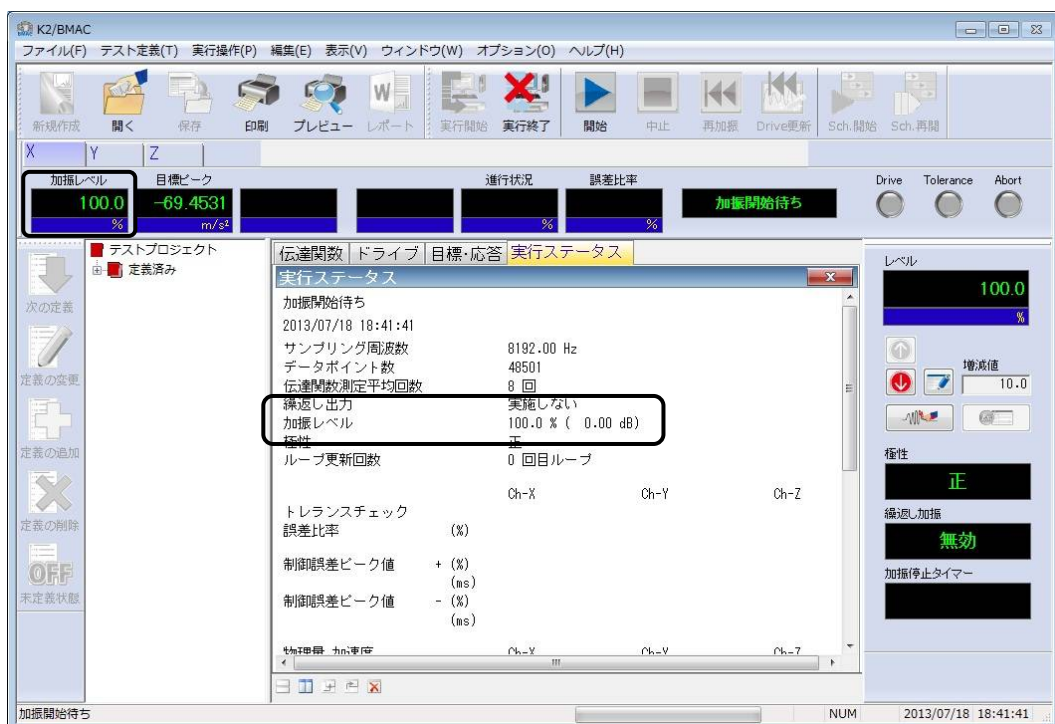 K2/BMAC
ファイル(F) テスト定義(T) 実行操作(P) 編集(E) 表示(V) ウィンドウ(W) オプション(O) ヘルプ(H)
新規作成 開く 保存 印刷 プレビュー レポート 実行開始 実行終了 開始 中止 再加振 Drive更新 Sch.開始 Sch.再開
X Y Z
加振レベル 目標ピーク 進行状況 誤差比率 Drive Tolerance Abort
100.0 -69.4531 加振開始待ち
% m/s² % %
テストプロジェクト
定義済み
次の定義
定義の変更
定義の追加
定義の削除
OFF
未定義状態
伝達関数 ドライブ 目標・応答 実行ステータス
実行ステータス
加振開始待ち
2013/07/18 18:41:41
サンプリング周波数 8192.00 Hz
データポイント数 48501
伝達関数測定平均回数 8 回
繰返し出力 実施しない
加振レベル 100.0 % ( 0.00 dB)
極性 正
ループ更新回数 0 回目ループ
Ch-X Ch-Y Ch-Z
トレランスチェック
誤差比率 (%)
制御誤差ピーク値 + (%)
(ms)
制御誤差ピーク値 - (%)
(ms)
物理量 加速度 Ch-X Ch-Y Ch-Z
レベル
100.0
%
増減値
10.0
極性
正
繰返し加振
無効
加振停止タイマー
加振開始待ち NUM 2013/07/18 18:41:41